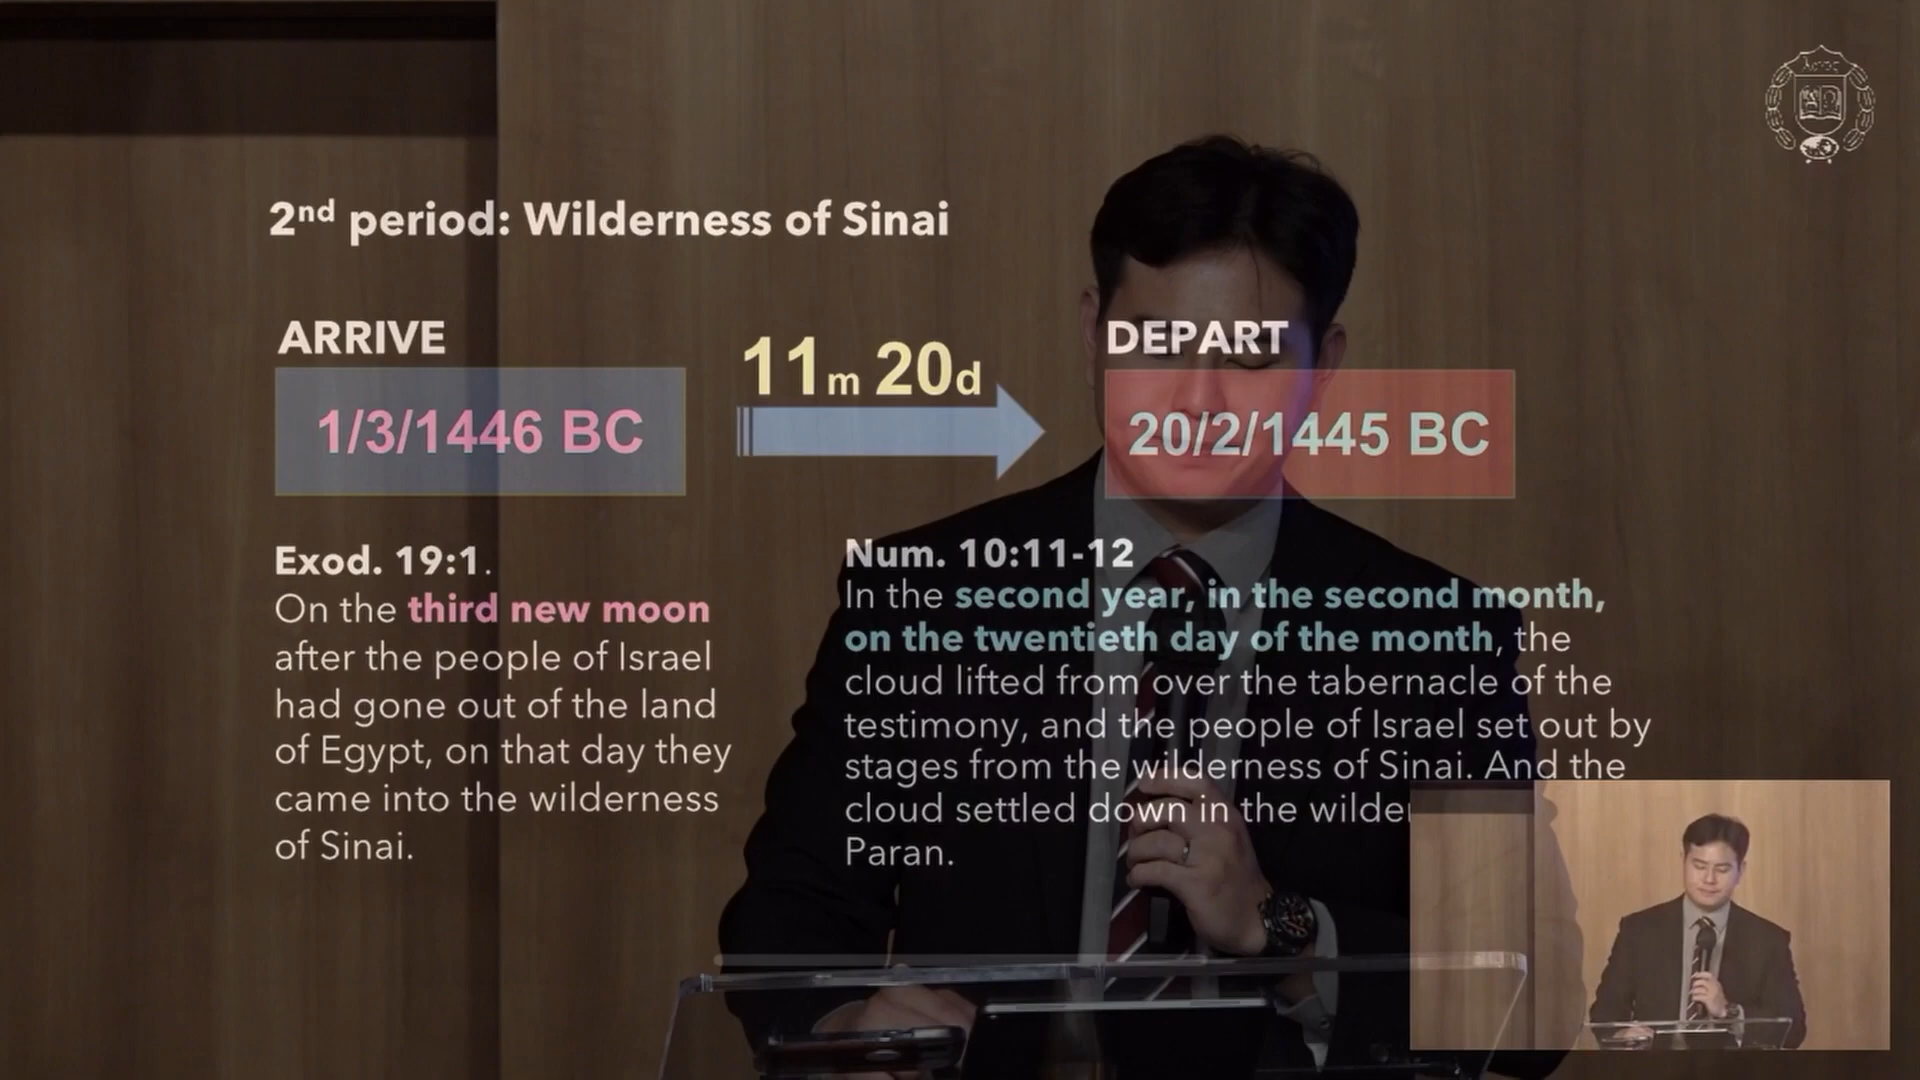 λόγος
2nd period: Wilderness of Sinai
ARRIVE
1/3/1446 BC
11m 20d
DEPART
20/2/1445 BC
Exod. 19:1.
On the third new moon
after the people of Israel
had gone out of the land
of Egypt, on that day they
came into the wilderness
of Sinai.
Num. 10:11-12
In the second year, in the second month,
on the twentieth day of the month, the
cloud lifted from over the tabernacle of the
testimony, and the people of Israel set out by
stages from the wilderness of Sinai. And the
cloud settled down in the wilder
Paran.